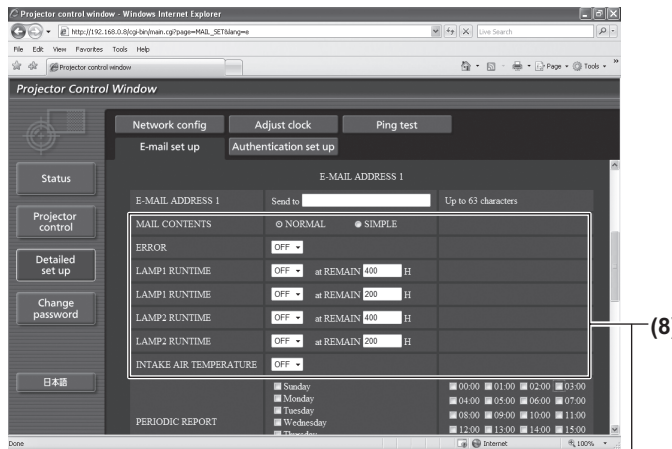 Projector control window - Windows Internet Explorer
http://192.168.0.8/cgi-bin/main.cgi?page=MAIL_SET&lang=e
Live Search
File Edit View Favorites Tools Help
Projector control window
Page Tools
Projector Control Window
Network config Adjust clock Ping test
E-mail set up Authentication set up
Status
Projector control
Detailed set up
Change password
日本語
E-MAIL ADDRESS 1
E-MAIL ADDRESS 1 Send to Up to 63 characters
MAIL CONTENTS NORMAL SIMPLE
ERROR OFF
LAMP1 RUNTIME OFF at REMAIN 400 H
LAMP1 RUNTIME OFF at REMAIN 200 H
LAMP2 RUNTIME OFF at REMAIN 400 H
LAMP2 RUNTIME OFF at REMAIN 200 H
INTAKE AIR TEMPERATURE OFF
(8)
PERIODIC REPORT
Sunday
Monday
Tuesday
Wednesday
Thursday
00:00 01:00 02:00 03:00
04:00 05:00 06:00 07:00
08:00 09:00 10:00 11:00
12:00 13:00 14:00 15:00
Done Internet 100%